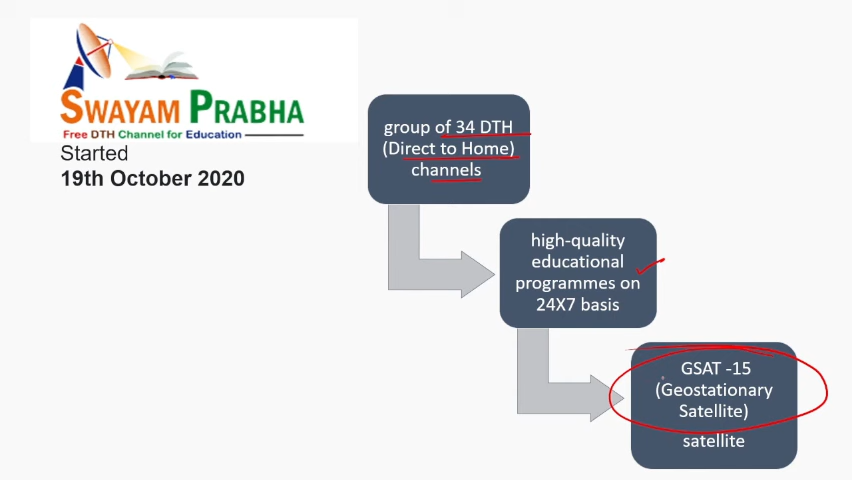 SWAYAM PRABHA
Free DTH Channel for Education
Started
19th October 2020
group of 34 DTH
(Direct to Home)
channels
high-quality
educational
programmes on
24X7 basis
GSAT -15
(Geostationary
Satellite)
satellite